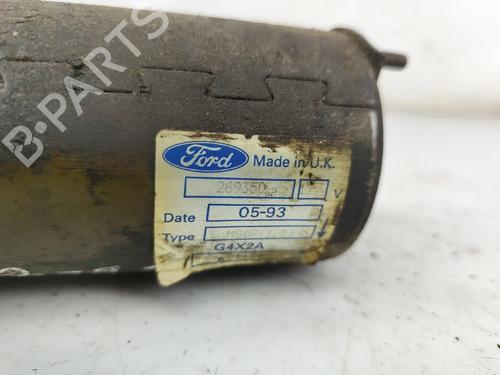 B-PARTS
Ford Made in U.K.
V
Date 05-93
Type
G4X2A